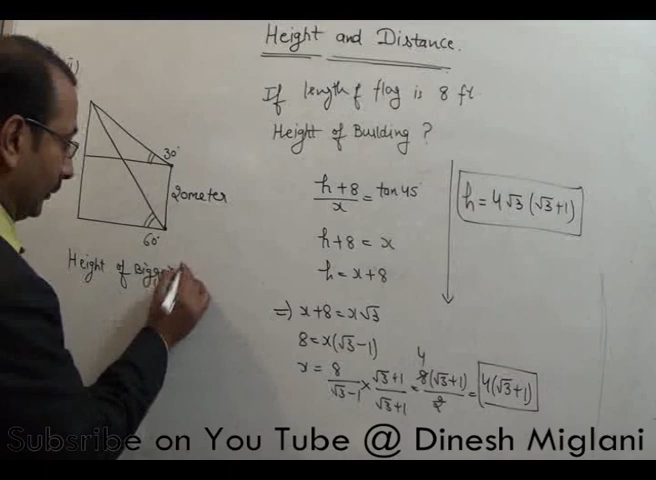 Height and Distance.
If length of flag is 8 ft
Height of Building ?
h+8/x = tan 45
h+8 = x
h = x+8
⇒) x+8 = x√3
8 = x(√3-1)
x = 8/√3-1 × √3+1/√3+1 = 8(√3+1)/2 = 4(√3+1)
4
h = 4√3(√3+1)
30°
20meter
60°
Height of Bigg
Subsribe on You Tube @ Dinesh Miglani